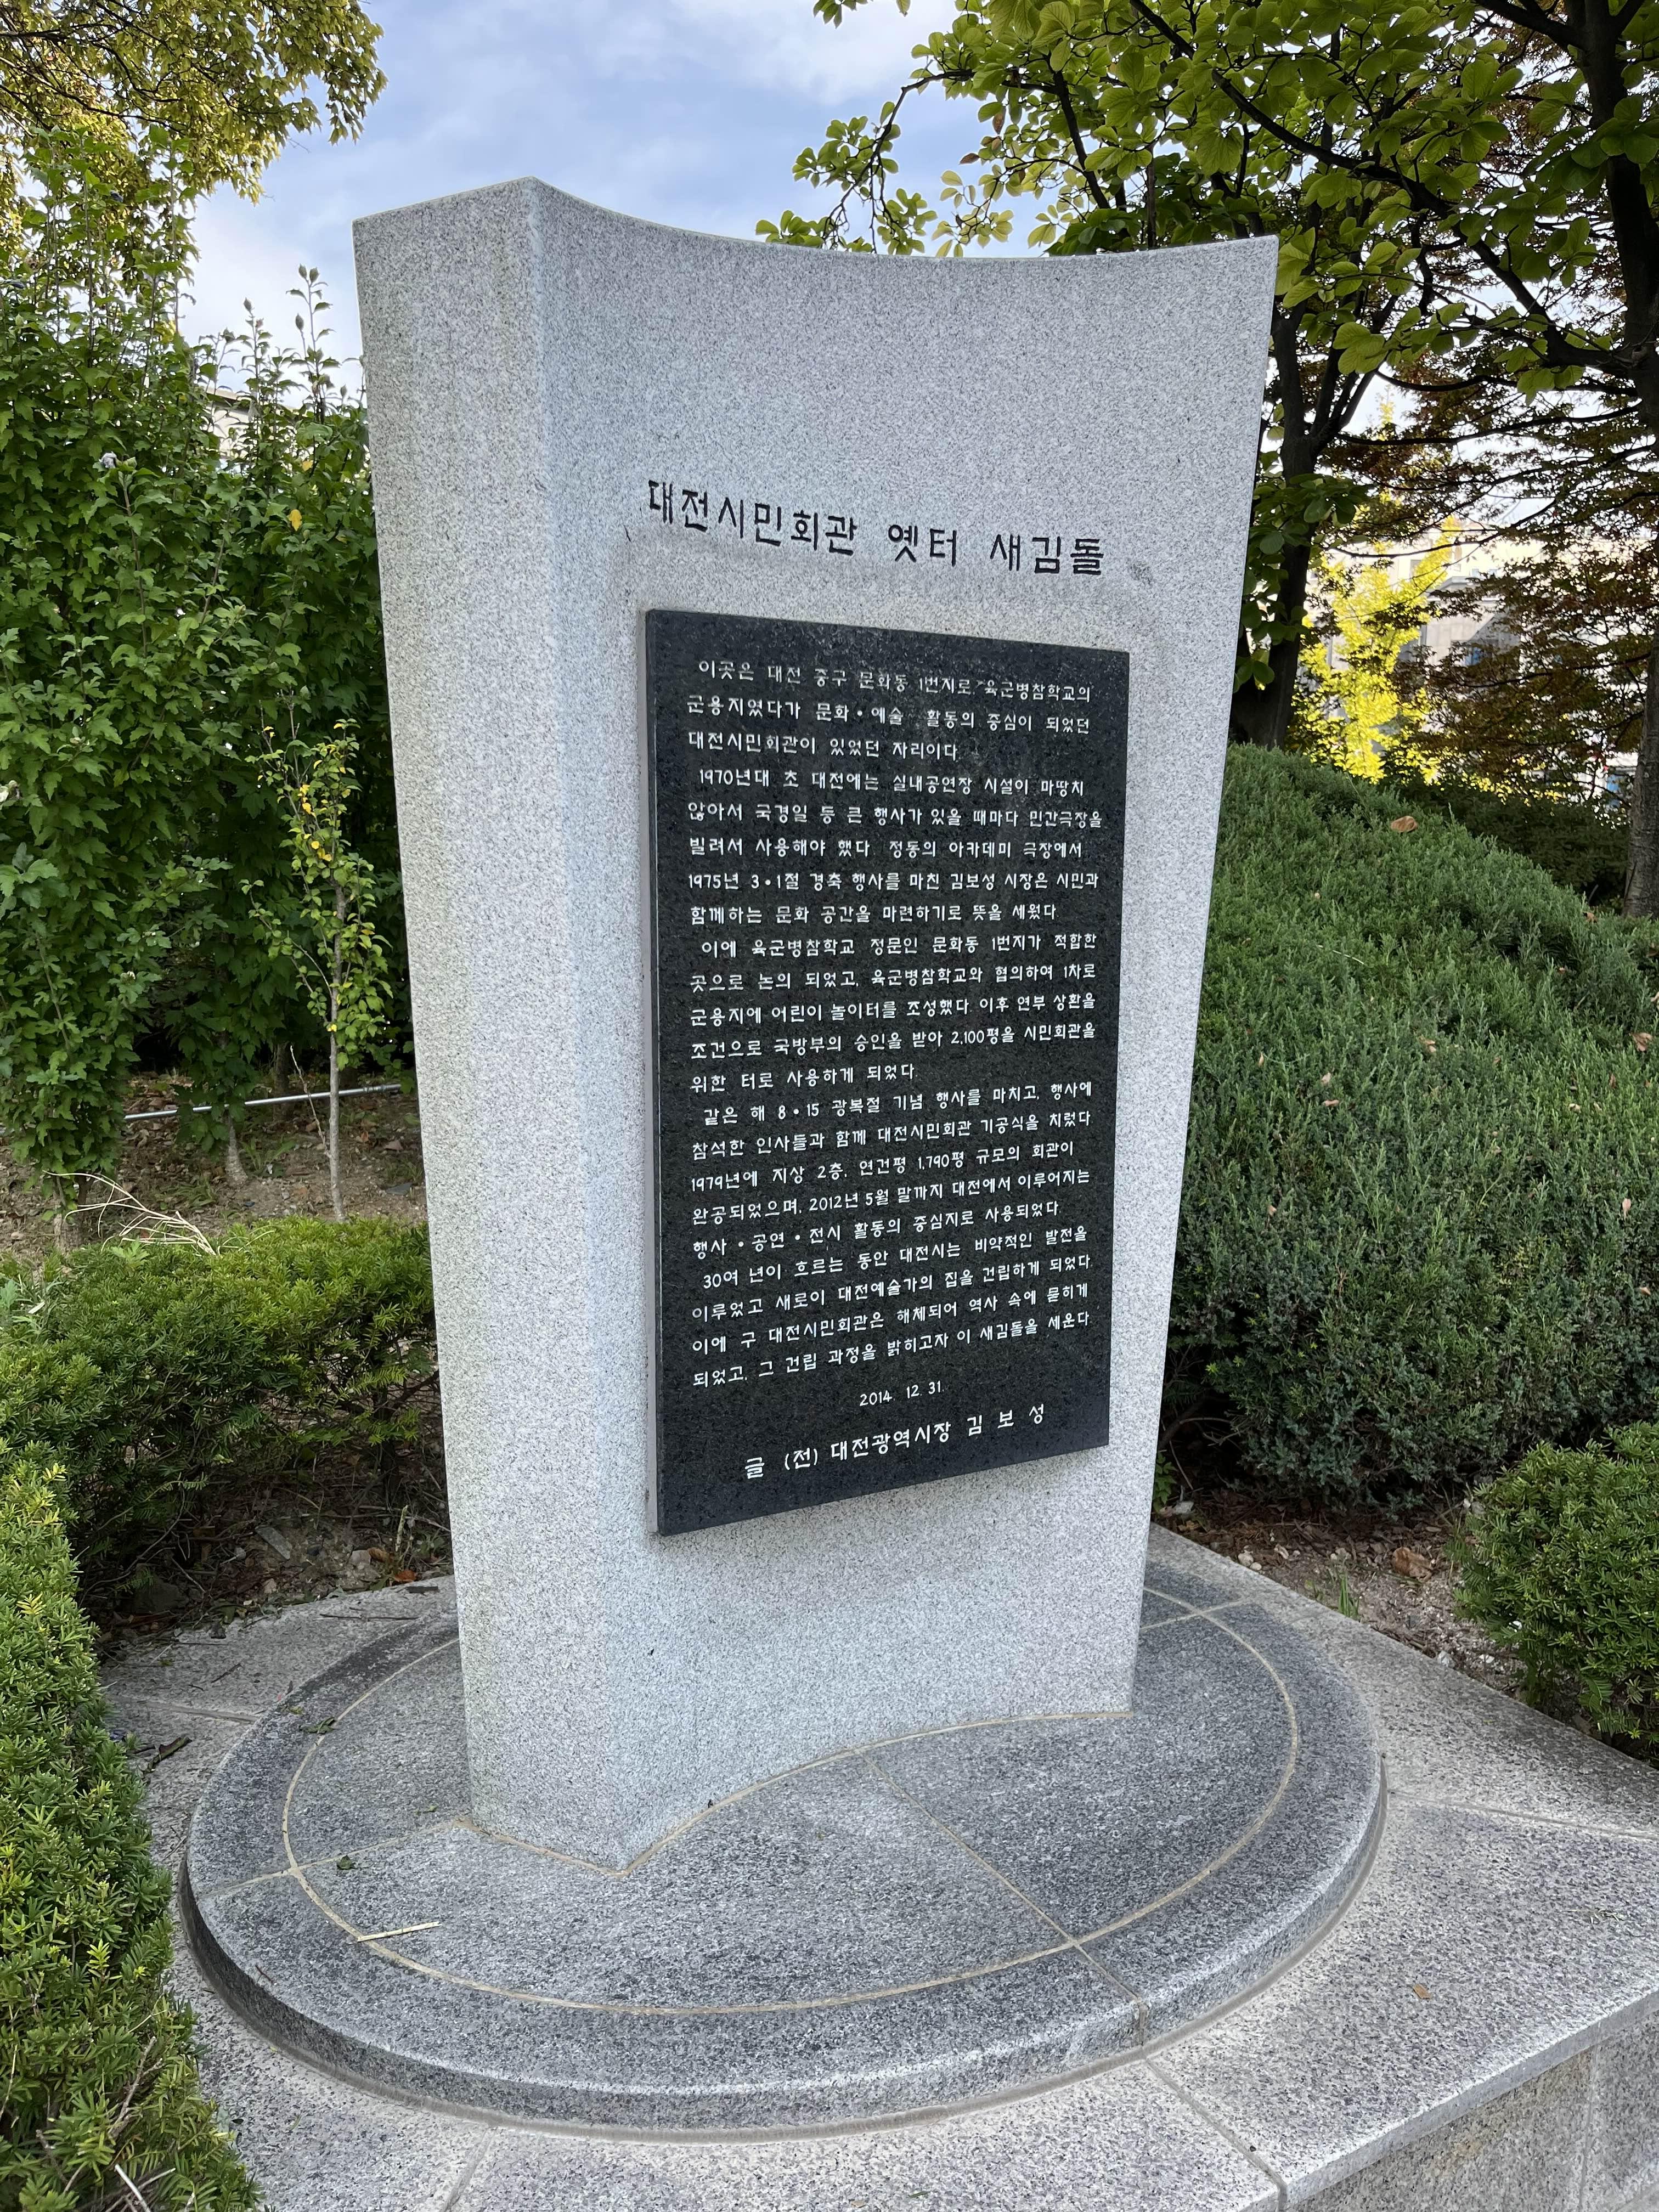 대전시민회관 옛터 새김돌
이곳은 대전 중구 문화동 1번지로 육군병참학교의
군용지였다가 문화·예술 활동의 중심이 되었던
대전시민회관이 있었던 자리이다.
1970년대 초 대전에는 실내공연장 시설이 마땅치
않아서 국경일 등 큰 행사가 있을 때마다 민간극장을
빌려서 사용해야 했다. 정동의 아카데미 극장에서
1975년 3·1절 경축 행사를 마친 김보성 시장은 시민과
함께하는 문화 공간을 마련하기로 뜻을 세웠다.
이에 육군병참학교 정문인 문화동 1번지가 적합한
곳으로 논의 되었고, 육군병참학교와 협의하여 1차로
군용지에 어린이 놀이터를 조성했다. 이후 연부 상환을
조건으로 국방부의 승인을 받아 2,100평을 시민회관을
위한 터로 사용하게 되었다.
같은 해 8·15 광복절 기념 행사를 마치고, 행사에
참석한 인사들과 함께 대전시민회관 기공식을 치렀다.
1979년에 지상 2층, 연건평 1,790평 규모의 회관이
완공되었으며, 2012년 5월 말까지 대전에서 이루어지는
행사·공연·전시 활동의 중심지로 사용되었다.
30여 년이 흐르는 동안 대전시는 비약적인 발전을
이루었고 새로이 대전예술가의 집을 건립하게 되었다.
이에 구 대전시민회관은 해체되어 역사 속에 묻히게
되었고, 그 건립 과정을 밝히고자 이 새김돌을 세운다.
2014. 12. 31.
글 (전) 대전광역시장 김 보 성